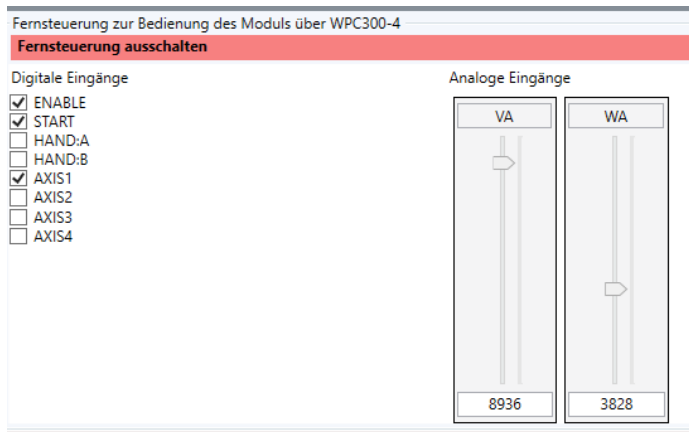 Fernsteuerung zur Bedienung des Moduls über WPC300-4
Fernsteuerung ausschalten
Digitale Eingänge
ENABLE
START
HAND:A
HAND:B
AXIS1
AXIS2
AXIS3
AXIS4
Analoge Eingänge
VA WA
8936 3828